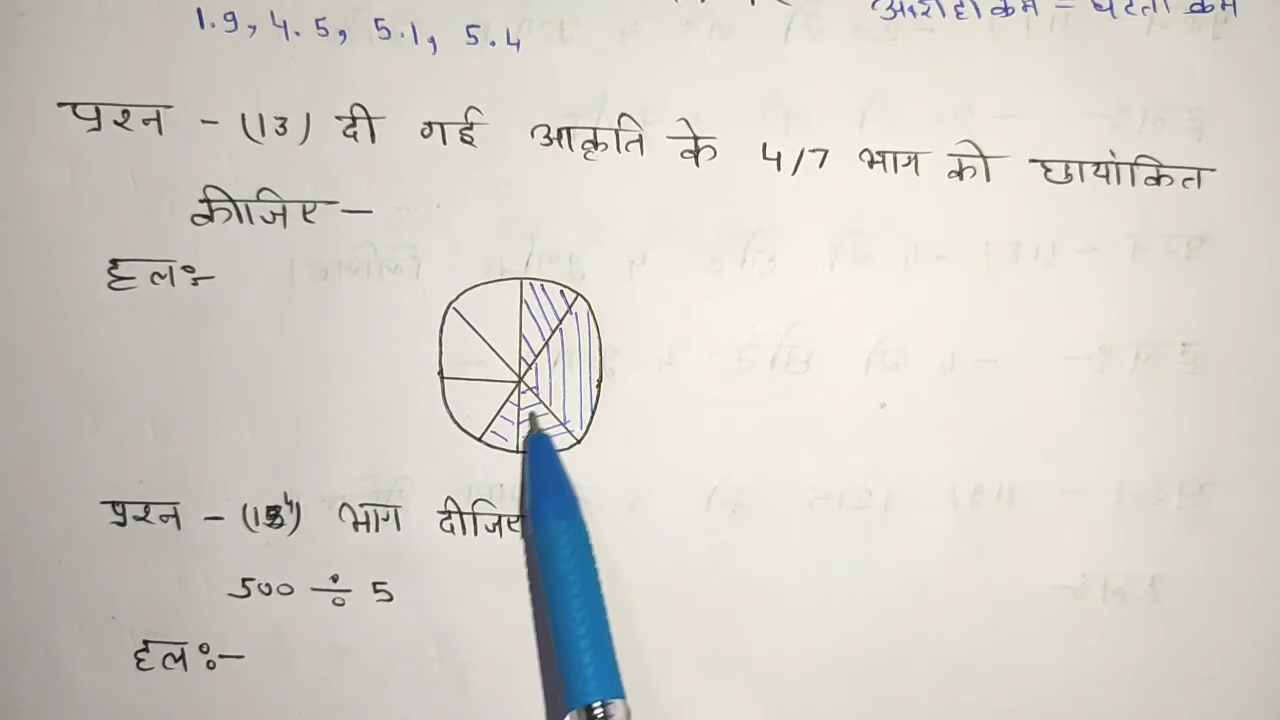 1.9, 4.5, 5.1, 5.4
प्रश्न - (13) दी गई आकृति के 4/7 भाग को छायांकित
कीजिए -
हलः-
प्रश्न - (14) भाग दीजिए
500 ÷ 5
हलः-